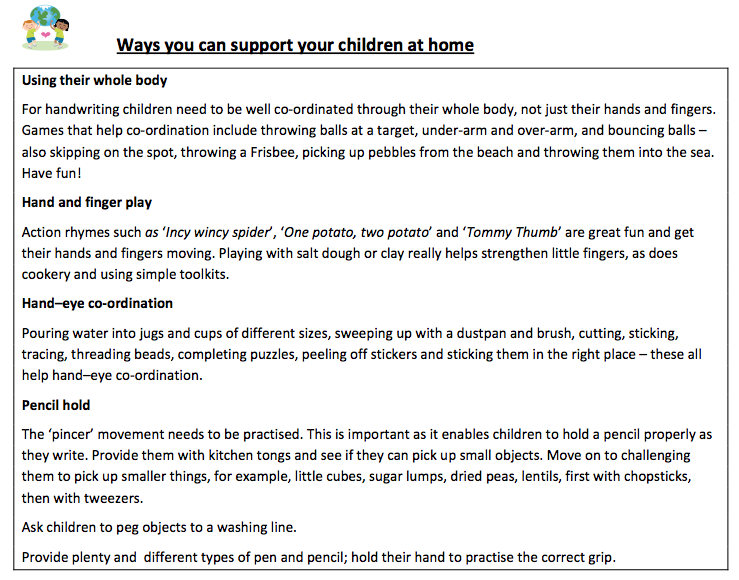 Ways you can support your children at home
Using their whole body
For handwriting children need to be well co-ordinated through their whole body, not just their hands and fingers.
Games that help co-ordination include throwing balls at a target, under-arm and over-arm, and bouncing balls –
also skipping on the spot, throwing a Frisbee, picking up pebbles from the beach and throwing them into the sea.
Have fun!
Hand and finger play
Action rhymes such as ‘Incy wincy spider’, ‘One potato, two potato’ and ‘Tommy Thumb’ are great fun and get
their hands and fingers moving. Playing with salt dough or clay really helps strengthen little fingers, as does
cookery and using simple toolkits.
Hand–eye co-ordination
Pouring water into jugs and cups of different sizes, sweeping up with a dustpan and brush, cutting, sticking,
tracing, threading beads, completing puzzles, peeling off stickers and sticking them in the right place – these all
help hand–eye co-ordination.
Pencil hold
The ‘pincer’ movement needs to be practised. This is important as it enables children to hold a pencil properly as
they write. Provide them with kitchen tongs and see if they can pick up small objects. Move on to challenging
them to pick up smaller things, for example, little cubes, sugar lumps, dried peas, lentils, first with chopsticks,
then with tweezers.
Ask children to peg objects to a washing line.
Provide plenty and  different types of pen and pencil; hold their hand to practise the correct grip.